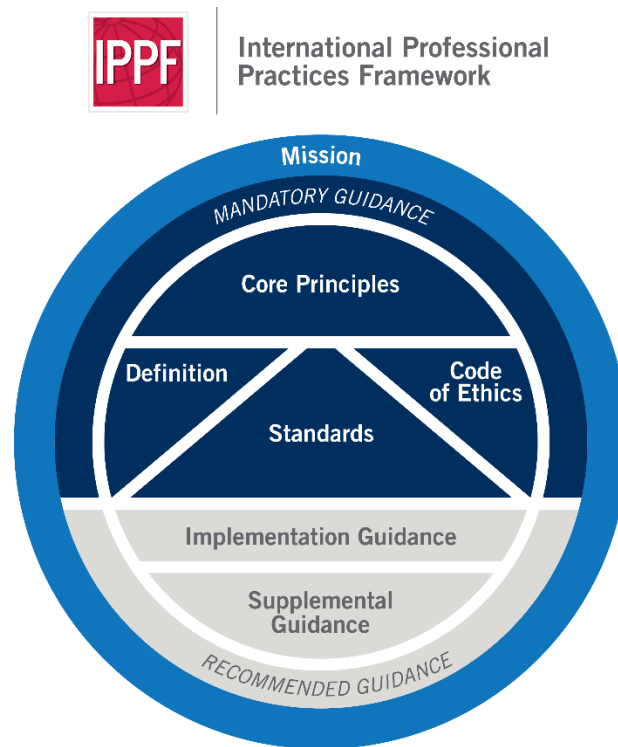 IPPF
International Professional
Practices Framework
Mission
MANDATORY GUIDANCE
Core Principles
Definition
Code
of Ethics
Standards
Implementation Guidance
Supplemental
Guidance
RECOMMENDED GUIDANCE